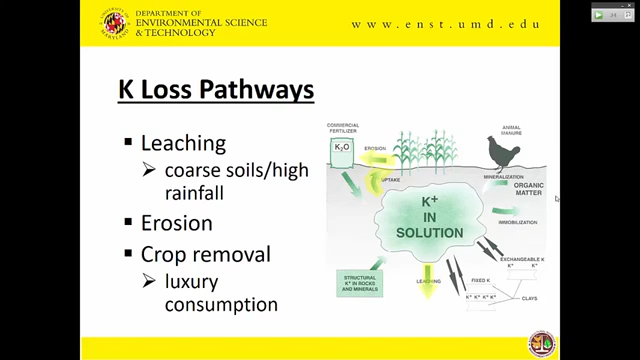 DEPARTMENT OF
ENVIRONMENTAL SCIENCE
& TECHNOLOGY
www.enst.umd.edu
K Loss Pathways
Leaching
coarse soils/high
rainfall
Erosion
Crop removal
luxury
consumption
COMMERCIAL
FERTILIZER
K₂O
EROSION
UPTAKE
ANIMAL
MANURE
MINERALIZATION
ORGANIC
MATTER
K⁺
IN
SOLUTION
IMMOBILIZATION
EXCHANGEABLE K
K⁺ K⁺
STRUCTURAL
K⁺ IN ROCKS
AND MINERALS
LEACHING
FIXED K
K⁺ K⁺ K⁺ K⁺
CLAYS